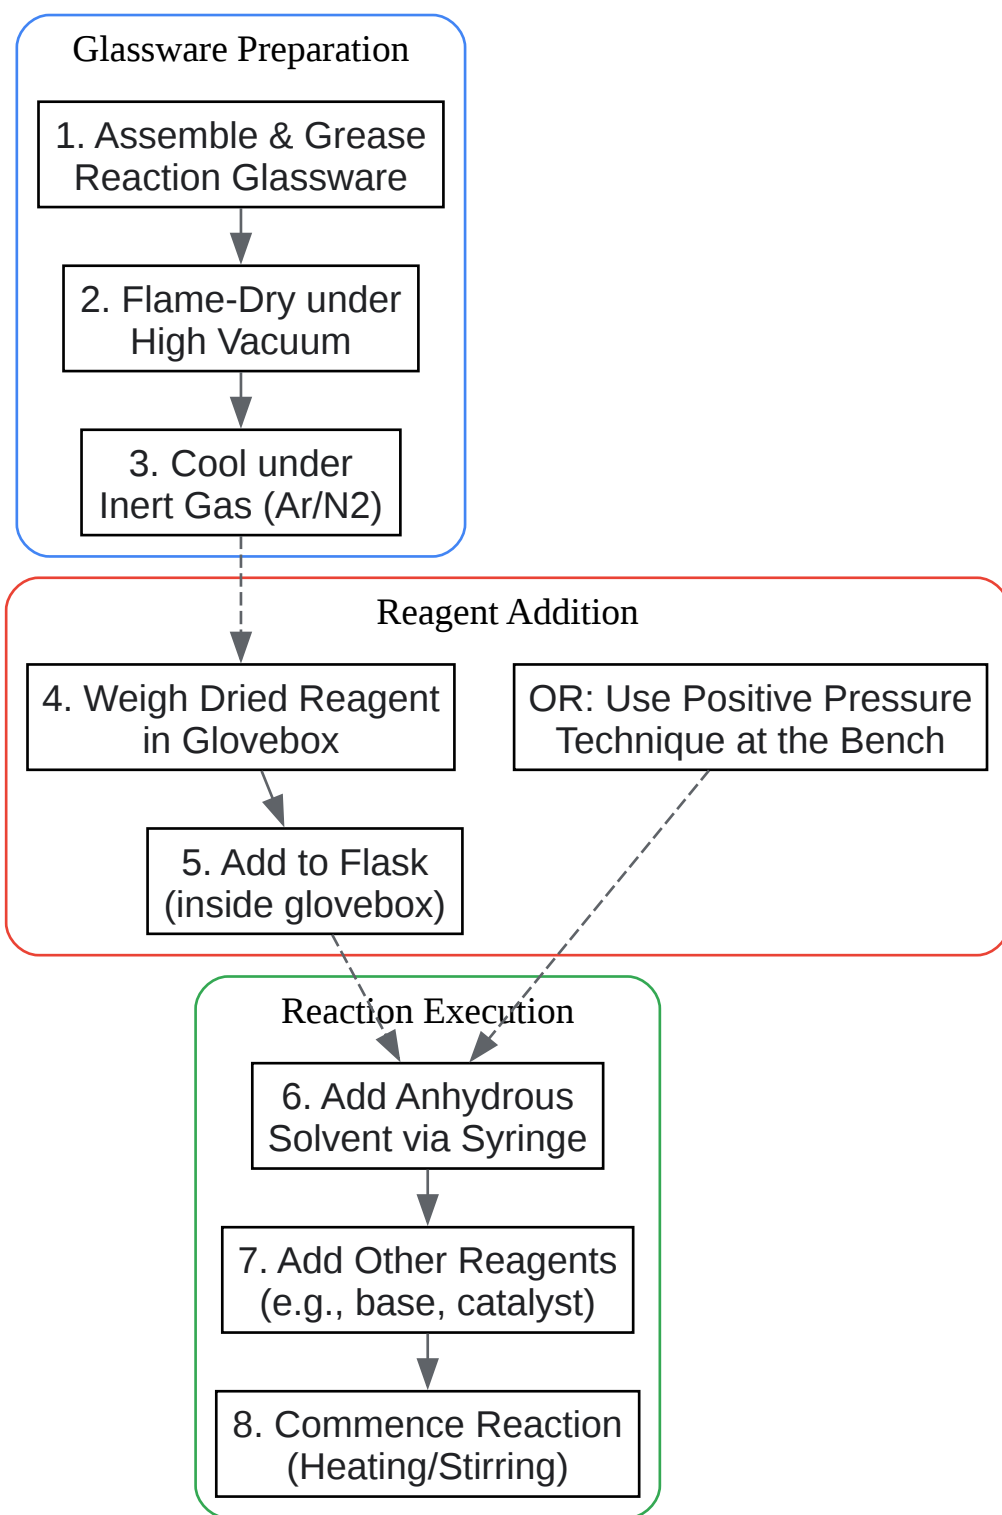 Glassware Preparation
1. Assemble & Grease
Reaction Glassware
2. Flame-Dry under
High Vacuum
3. Cool under
Inert Gas (Ar/N2)
Reagent Addition
4. Weigh Dried Reagent
in Glovebox
OR: Use Positive Pressure
Technique at the Bench
5. Add to Flask
(inside glovebox)
Reaction Execution
6. Add Anhydrous
Solvent via Syringe
7. Add Other Reagents
(e.g., base, catalyst)
8. Commence Reaction
(Heating/Stirring)